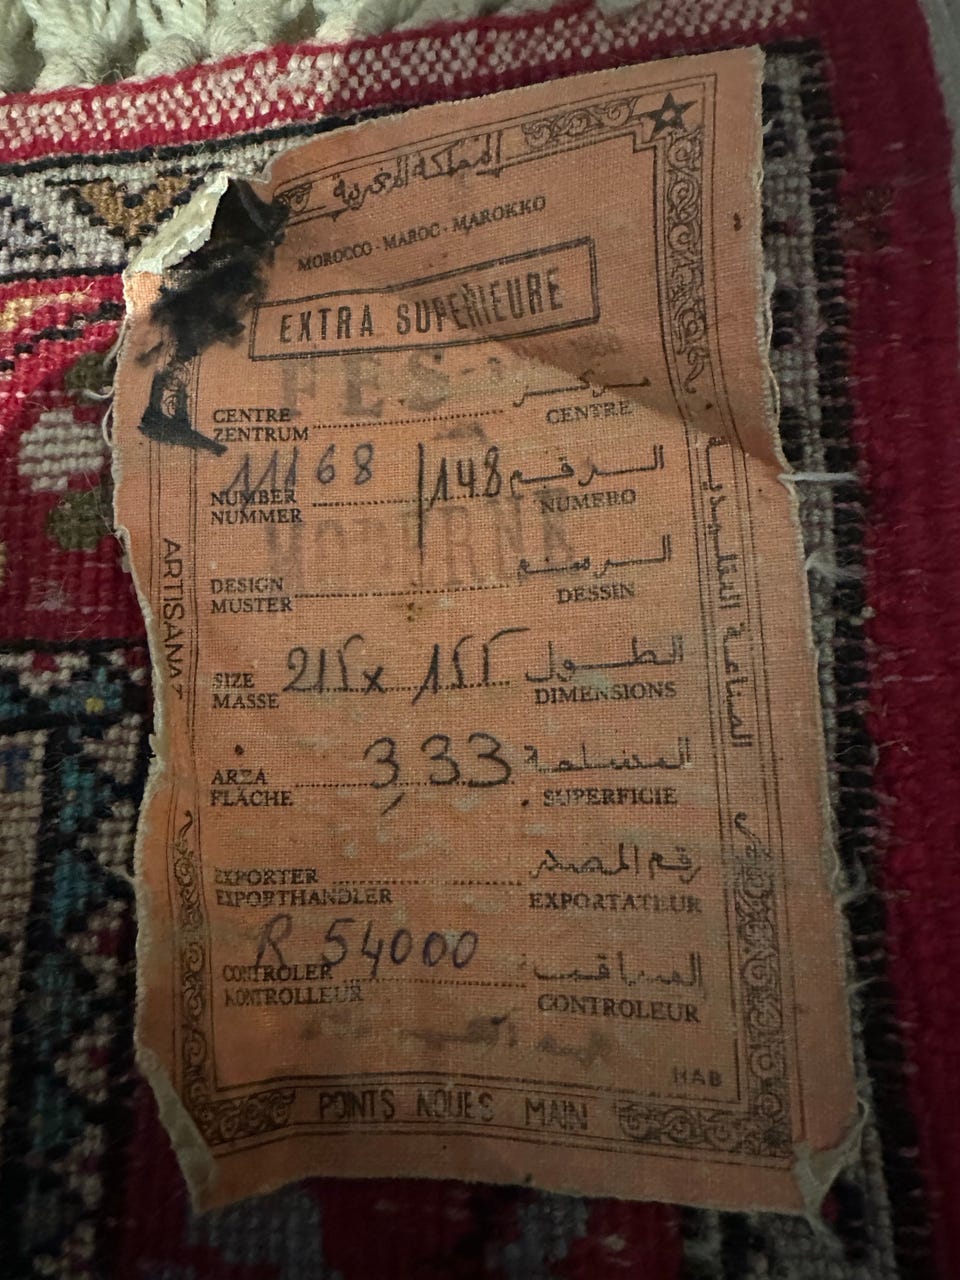 المملكة المغربية
MOROCCO - MAROC - MAROKKO
EXTRA SUPERIEURE
FES
CENTRE مركز
ZENTRUM CENTRE
11168 / 148
NUMBER الرقم
NUMMER NUMERO
MODERNE
DESIGN الرسم
MUSTER DESSIN
SIZE 215 x 155 الطول
MASSE DIMENSIONS
AREA 3,33 المساحة
FLÄCHE SUPERFICIE
EXPORTER رقم المصدر
EXPORTHANDLER EXPORTATEUR
R 54000
CONTROLER المراقب
KONTROLLEUR CONTROLEUR
HAB
PONTS NOUES MAIN
ARTISANAT
الصناعة التقليدية